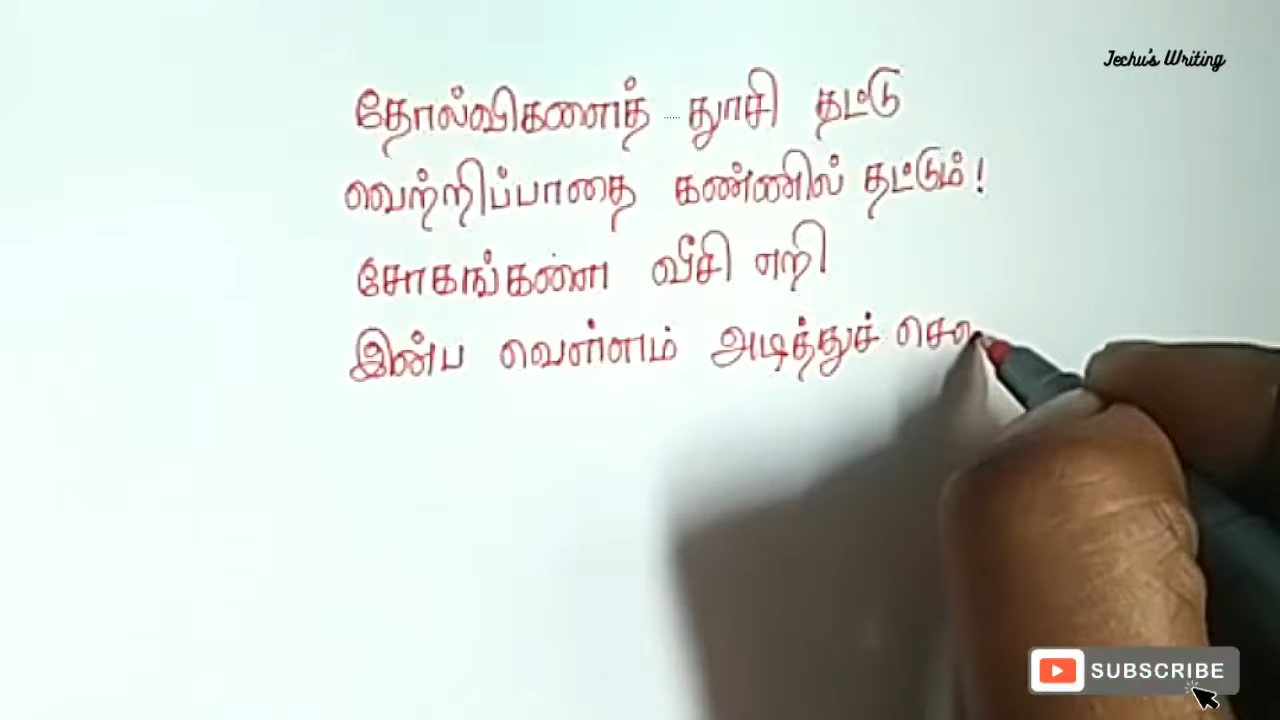 Jechu's Writing
தோல்விகளைத் தூசி தட்டு
வெற்றிப்பாதை கண்ணில் தட்டும்!
சோகங்களை வீசி எறி
இன்ப வெள்ளம் அடித்துச்
SUBSCRIBE